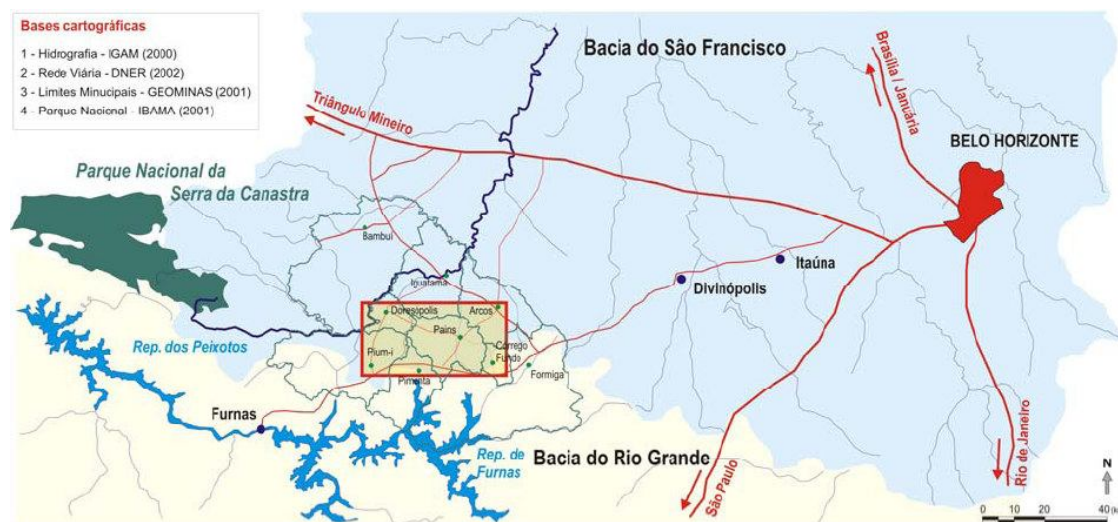 Bases cartográficas
1 - Hidrografia - IGAM (2000)
2 - Rede Viária - DNER (2002)
3 - Limites Minucipais - GEOMINAS (2001)
4 - Parque Nacional - IBAMA (2001)
Bacia do São Francisco
Triângulo Mineiro
Brasília / Januária
BELO HORIZONTE
Parque Nacional da
Serra da Canastra
Bambuí
Iguatama
Itaúna
Divinópolis
Doresópolis
Arcos
Pains
Rep. dos Peixotos
Pium-i
Córrego
Fundo
Pimenta
Formiga
Furnas
Rep. de
Furnas
Bacia do Rio Grande
São Paulo
Rio de Janeiro
N
0 10 20 40